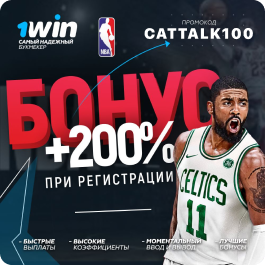 1win
САМЫЙ НАДЕЖНЫЙ
БУКМЕКЕР
NBA
ПРОМОКОД
CATTALK100
БОНУС
+200%
ПРИ РЕГИСТРАЦИИ
CELTICS
11
- БЫСТРЫЕ
ВЫПЛАТЫ
- ВЫСОКИЕ
КОЭФФИЦИЕНТЫ
- МОМЕНТАЛЬНЫЙ
ВВОД И ВЫВОД
- ЛУЧШИЕ
БОНУСЫ